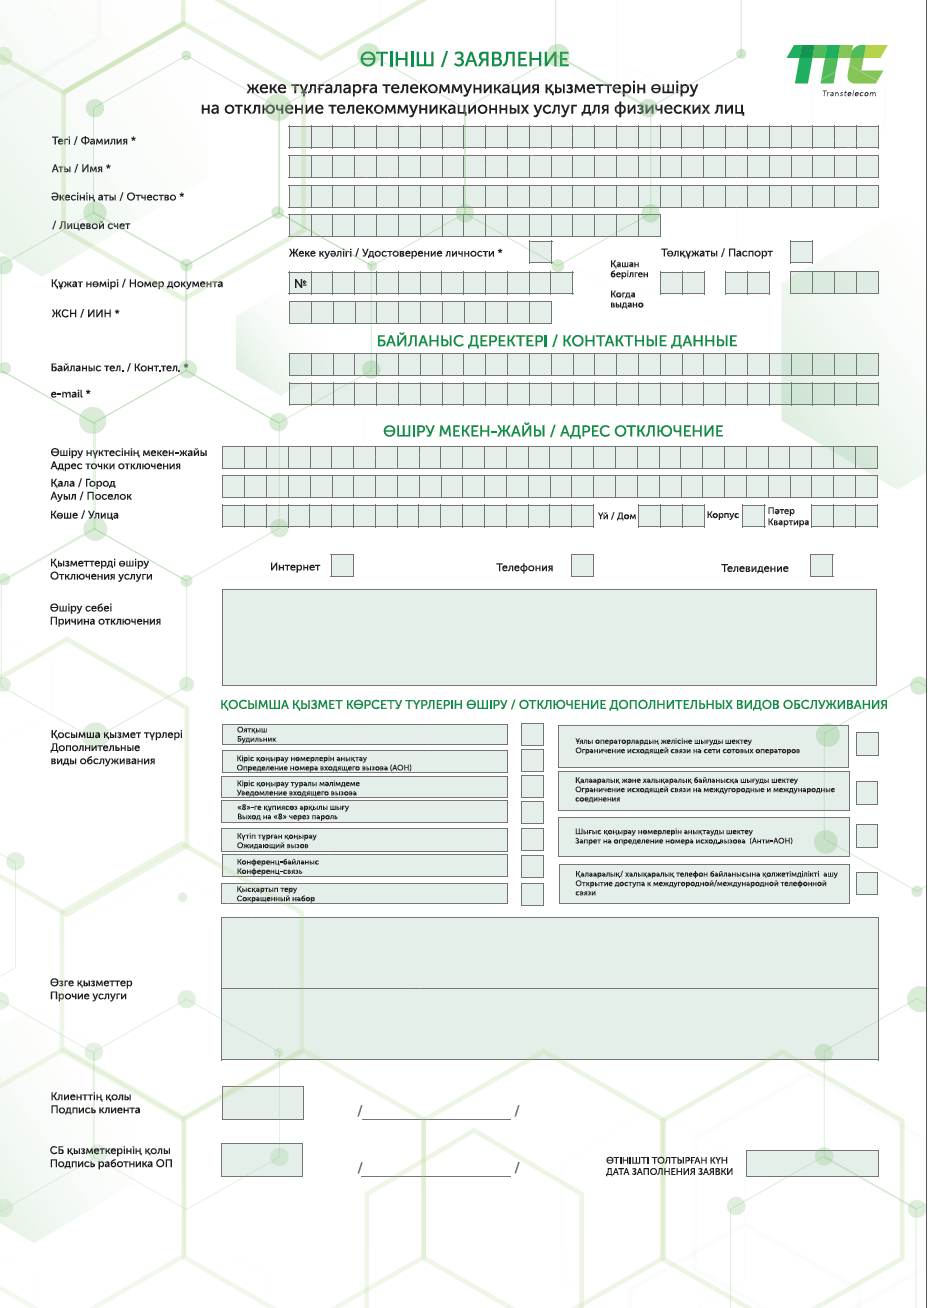 ӨТІНІШ / ЗАЯВЛЕНИЕ
TTC
Transtelecom
жеке тұлғаларға телекоммуникация қызметтерін өшіру
на отключение телекоммуникационных услуг для физических лиц
Тегі / Фамилия *
Аты / Имя *
Әкесінің аты / Отчество *
/ Лицевой счет
Жеке куәлігі / Удостоверение личности *
Төлқұжаты / Паспорт
Құжат нөмірі / Номер документа
№
Қашан
берілген
Когда
выдано
ЖСН / ИИН *
БАЙЛАНЫС ДЕРЕКТЕРІ / КОНТАКТНЫЕ ДАННЫЕ
Байланыс тел. / Конт.тел. *
e-mail *
ӨШІРУ МЕКЕН-ЖАЙЫ / АДРЕС ОТКЛЮЧЕНИЕ
Өшіру нүктесінің мекен-жайы
Адрес точки отключения
Қала / Город
Ауыл / Поселок
Көше / Улица
Үй / Дом
Корпус
Пәтер
Квартира
Қызметтерді өшіру
Отключения услуги
Интернет
Телефония
Телевидение
Өшіру себеі
Причина отключения
ҚОСЫМША ҚЫЗМЕТ КӨРСЕТУ ТҮРЛЕРІН ӨШІРУ / ОТКЛЮЧЕНИЕ ДОПОЛНИТЕЛЬНЫХ ВИДОВ ОБСЛУЖИВАНИЯ
Қосымша қызмет түрлері
Дополнительные
виды обслуживания
Оятқыш
Будильник
Кіріс қоңырау нөмерлерін анықтау
Определение номера входящего вызова (АОН)
Кіріс қоңырау туралы мәлімдеме
Уведомление входящего вызова
«8»-ге құпиясөз арқылы шығу
Выход на «8» через пароль
Күтіп тұрған қоңырау
Ожидающий вызов
Конференц-байланыс
Конференц-связь
Қысқартып теру
Сокращенный набор
Ұялы операторлардың желісіне шығуды шектеу
Ограничение исходящей связи на сети сотовых операторов
Қалааралық және халықаралық байланысқа шығуды шектеу
Ограничение исходящей связи на междугородные и международные
соединения
Шығыс қоңырау нөмерлерін анықтауды шектеу
Запрет на определение номера исход.вызова (Анти-АОН)
Қалааралық/ халықаралық телефон байланысына қолжетімділікті ашу
Открытие доступа к междугородной/международной телефонной
связи
Өзге қызметтер
Прочие услуги
Клиенттің қолы
Подпись клиента
/ /
СБ қызметкерінің қолы
Подпись работника ОП
/ /
ӨТІНІШТІ ТОЛТЫРҒАН КҮН
ДАТА ЗАПОЛНЕНИЯ ЗАЯВКИ